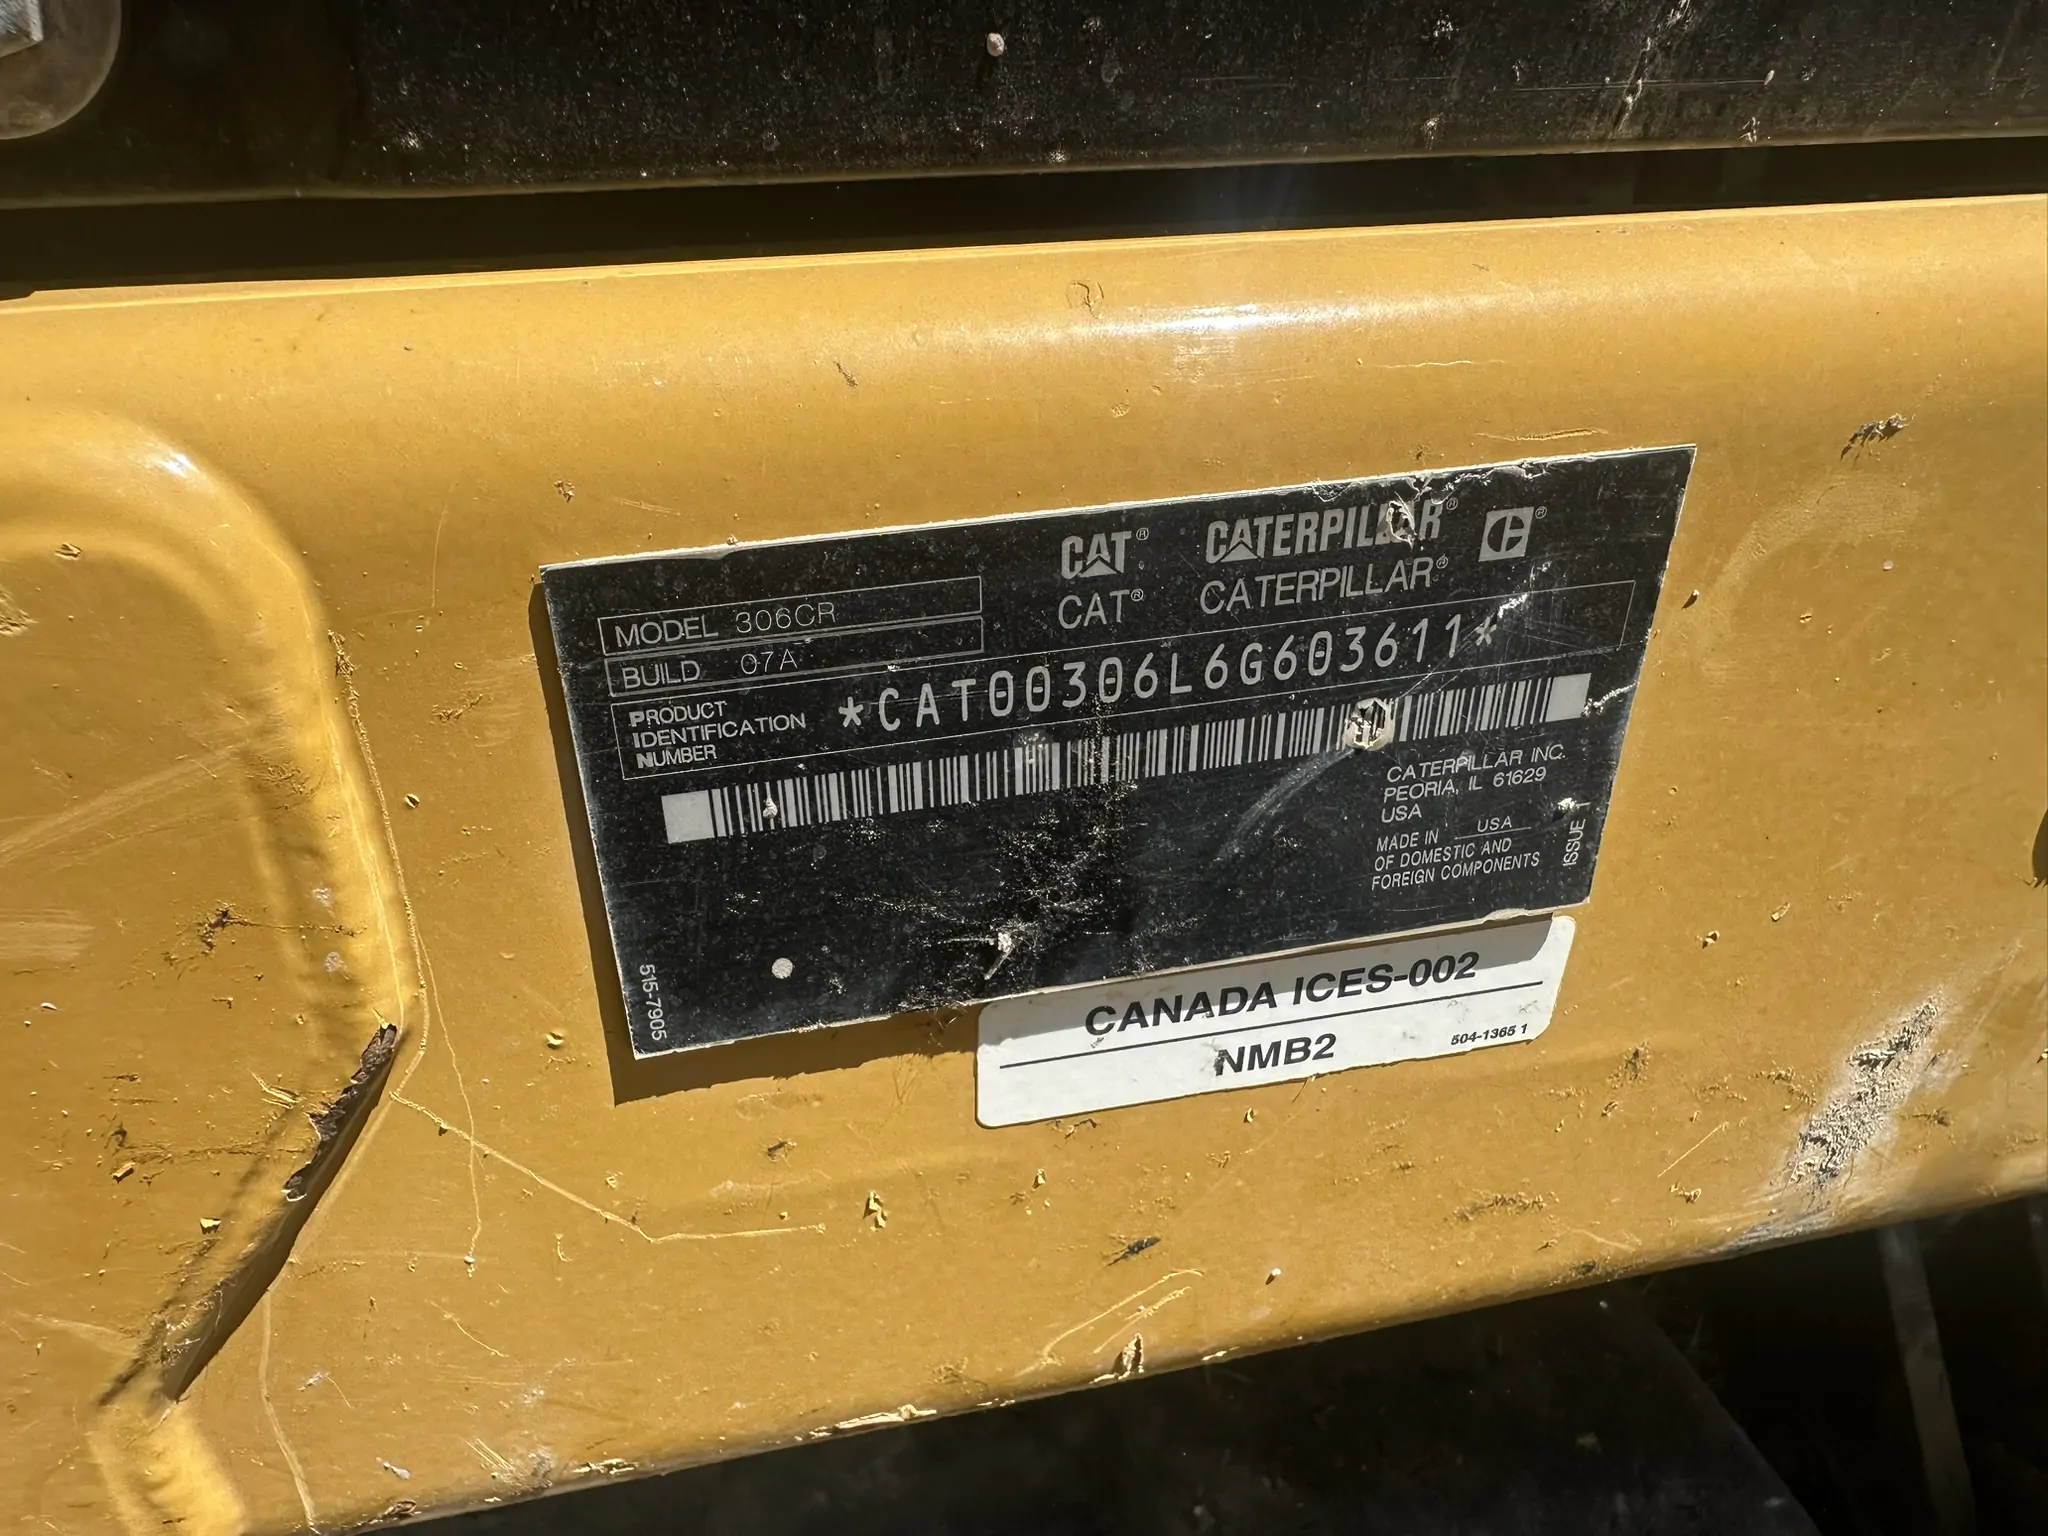 CAT® CATERPILLAR® C®
CAT® CATERPILLAR®
MODEL 306CR
BUILD 07A
PRODUCT
IDENTIFICATION
NUMBER
*CAT00306L6G603611*
CATERPILLAR INC.
PEORIA, IL 61629
USA
MADE IN USA
OF DOMESTIC AND
FOREIGN COMPONENTS
ISSUE 1
515-7905
CANADA ICES-002
NMB2
504-1365 1